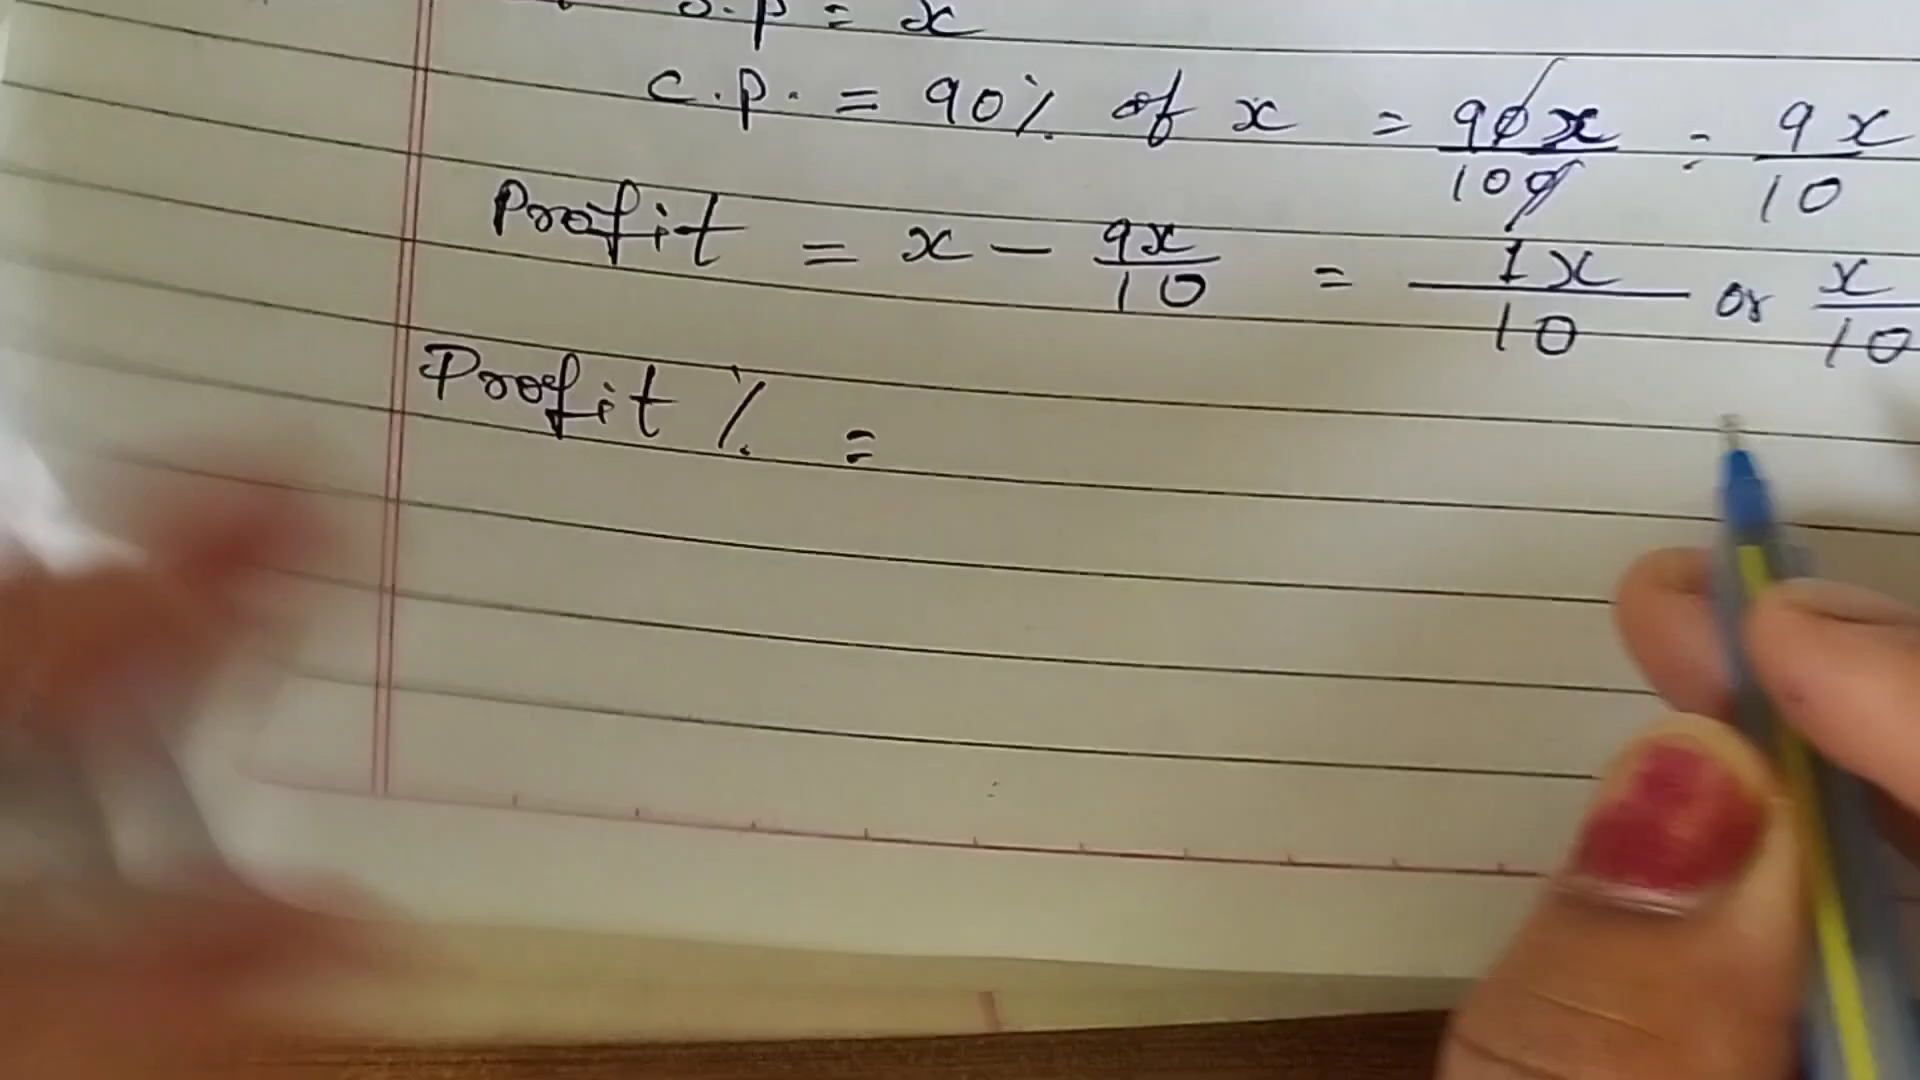 S.p = x
C.p. = 90% of x = 90x/100 = 9x/10
Profit = x - 9x/10 = 1x/10 or x/10
Profit % =